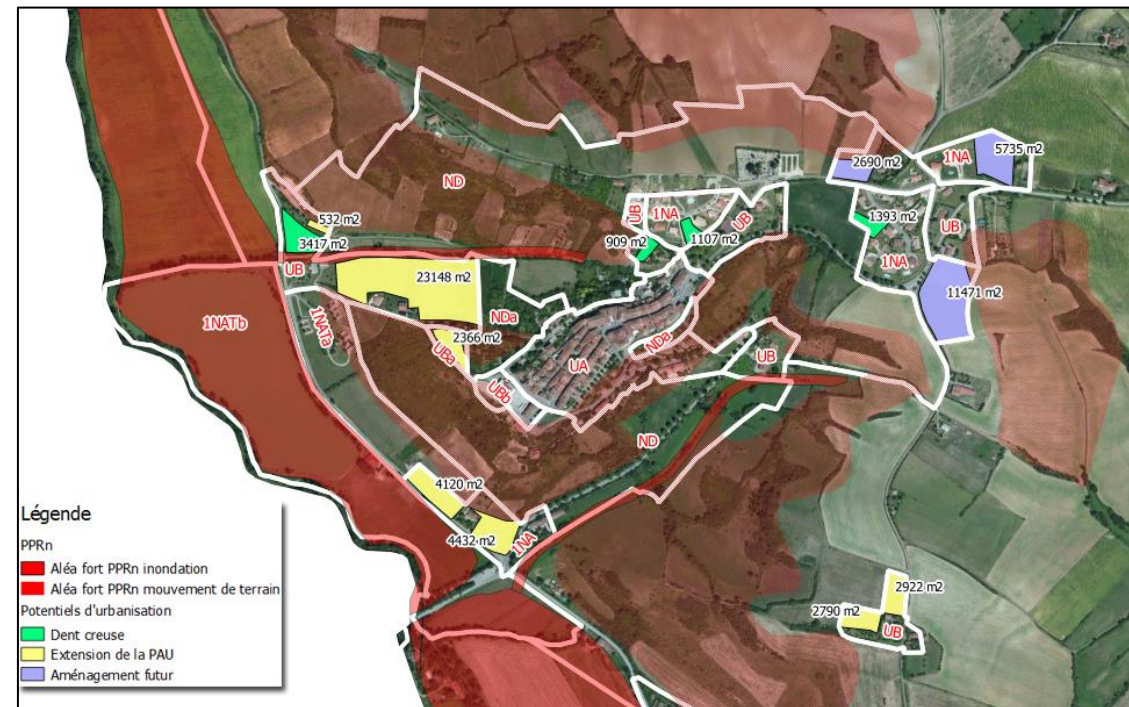 5735 m2
1NA
2690 m2
ND
UB
1NA
UB
532 m2
3417 m2
909 m2
1107 m2
1393 m2
UB
1NA
UB
23148 m2
11471 m2
NDa
1NATb
1NATa
2366 m2
UBa
NDa
UA
UB
UBb
ND
4120 m2
4432 m2
1NA
2922 m2
2790 m2
UB
Légende
PPRn
Aléa fort PPRn inondation
Aléa fort PPRn mouvement de terrain
Potentiels d'urbanisation
Dent creuse
Extension de la PAU
Aménagement futur